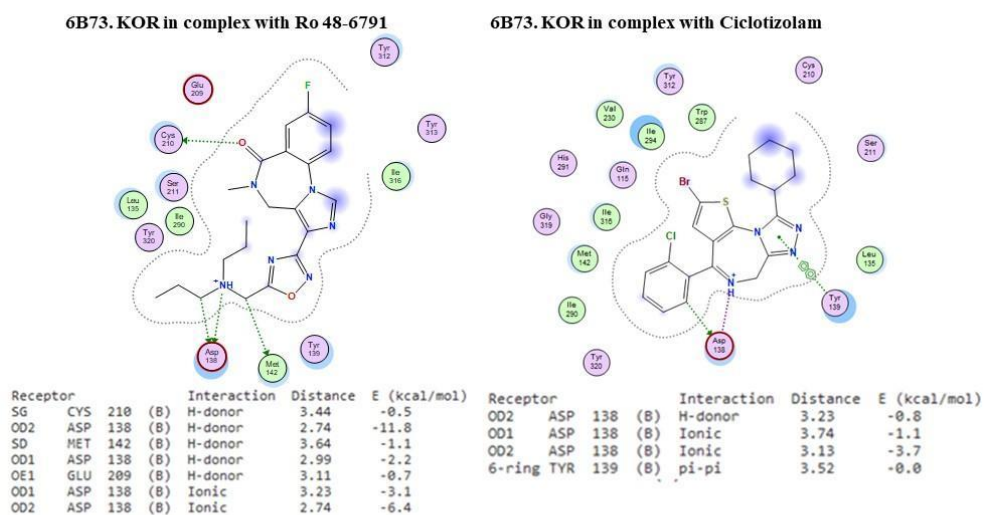 6B73. KOR in complex with Ro 48-6791
6B73. KOR in complex with Ciclotizolam
Tyr
312
Glu
209
F
Cys
210
O
Tyr
313
Ser
211
N
N
Ile
316
Leu
135
Ile
290
Tyr
320
N
N
N
NH
+
O
Asp
138
Tyr
139
Met
142
Cys
210
Tyr
312
Trp
287
Val
230
Ile
294
Ser
211
His
291
Gln
115
Br
S
Gly
319
Ile
316
N
N
N
Cl
Met
142
Leu
135
N
+
H
Ile
290
Tyr
139
Asp
138
Tyr
320
Receptor Interaction Distance E (kcal/mol)
SG CYS 210 (B) H-donor 3.44 -0.5
OD2 ASP 138 (B) H-donor 2.74 -11.8
SD MET 142 (B) H-donor 3.64 -1.1
OD1 ASP 138 (B) H-donor 2.99 -2.2
OE1 GLU 209 (B) H-donor 3.11 -0.7
OD1 ASP 138 (B) Ionic 3.23 -3.1
OD2 ASP 138 (B) Ionic 2.74 -6.4
Receptor Interaction Distance E (kcal/mol)
OD2 ASP 138 (B) H-donor 3.23 -0.8
OD1 ASP 138 (B) Ionic 3.74 -1.1
OD2 ASP 138 (B) Ionic 3.13 -3.7
6-ring TYR 139 (B) pi-pi 3.52 -0.0